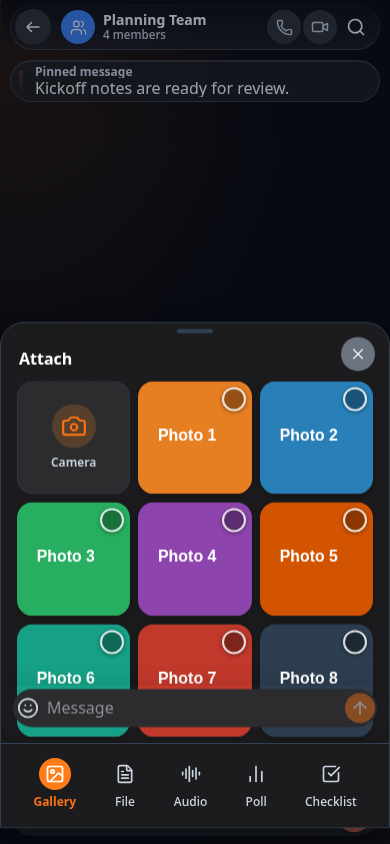 Planning Team
4 members
Pinned message
Kickoff notes are ready for review.
Attach
Camera
Photo 1
Photo 2
Photo 3
Photo 4
Photo 5
Photo 6
Photo 7
Photo 8
Message
Gallery
File
Audio
Poll
Checklist